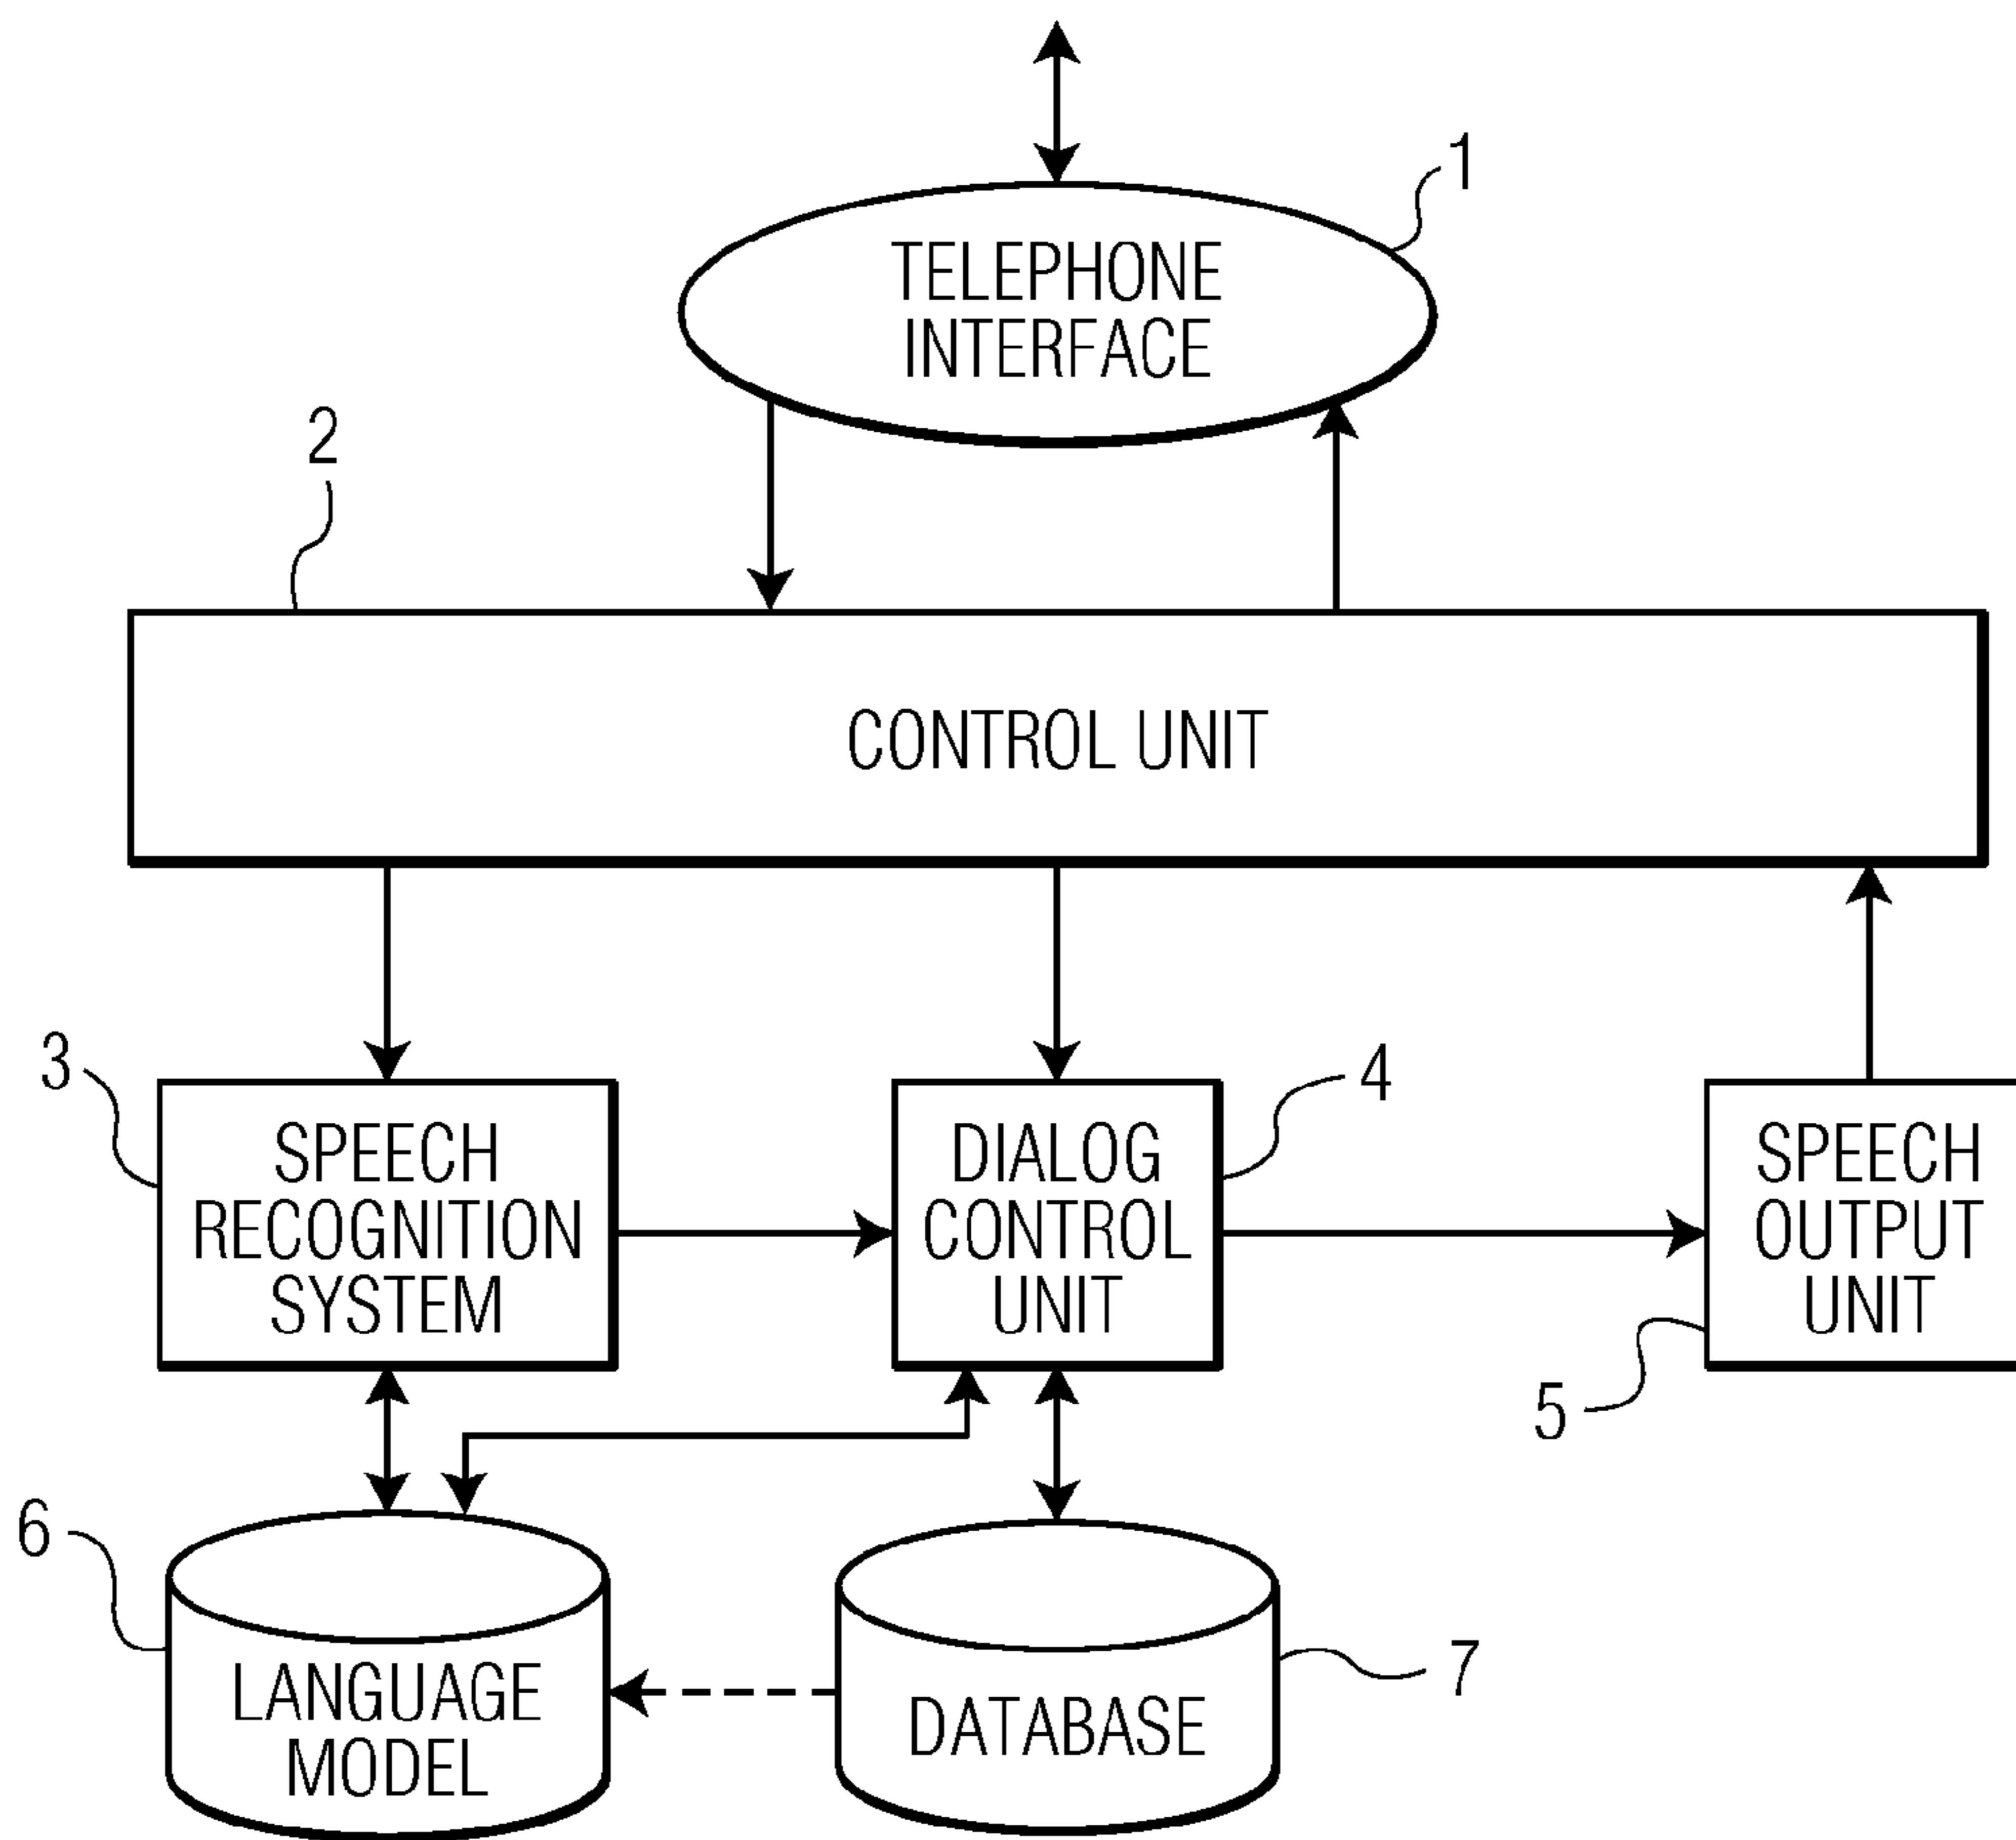 1
TELEPHONE
INTERFACE
2
CONTROL UNIT
3
SPEECH
RECOGNITION
SYSTEM
4
DIALOG
CONTROL
UNIT
5
SPEECH
OUTPUT
UNIT
6
LANGUAGE
MODEL
7
DATABASE